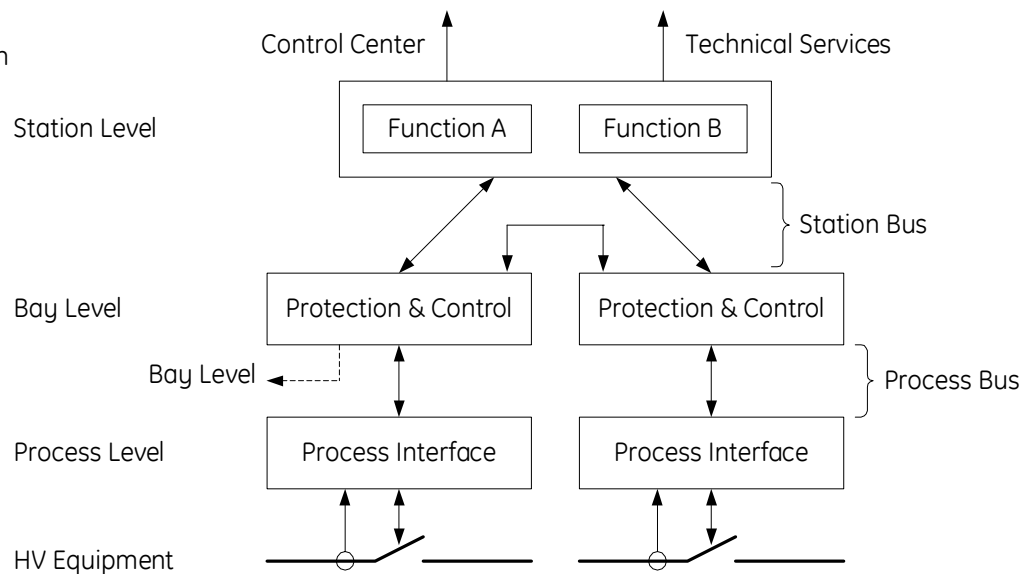 Control Center
Technical Services
n
Station Level
Function A
Function B
Station Bus
Bay Level
Protection & Control
Protection & Control
Bay Level
Process Bus
Process Level
Process Interface
Process Interface
HV Equipment